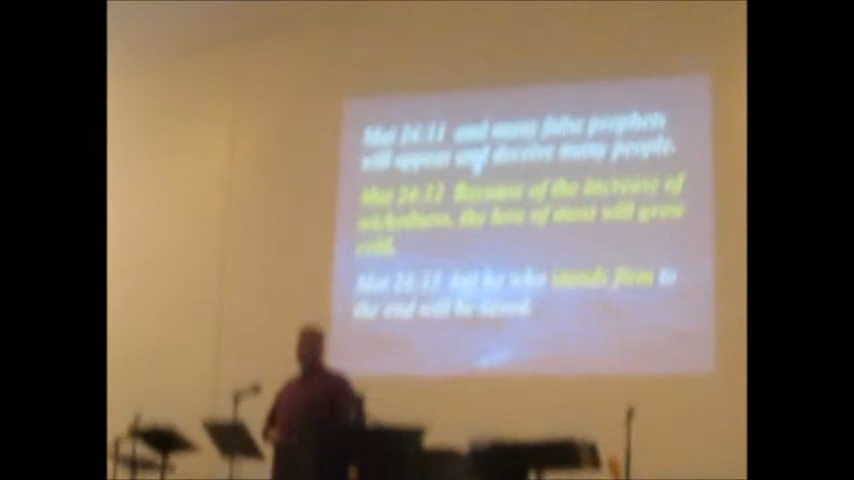 Mat 24:11 and many false prophets
will appear and deceive many people.
Mat 24:12 Because of the increase of
wickedness, the love of most will grow
cold,
Mat 24:13 but he who stands firm to
the end will be saved.